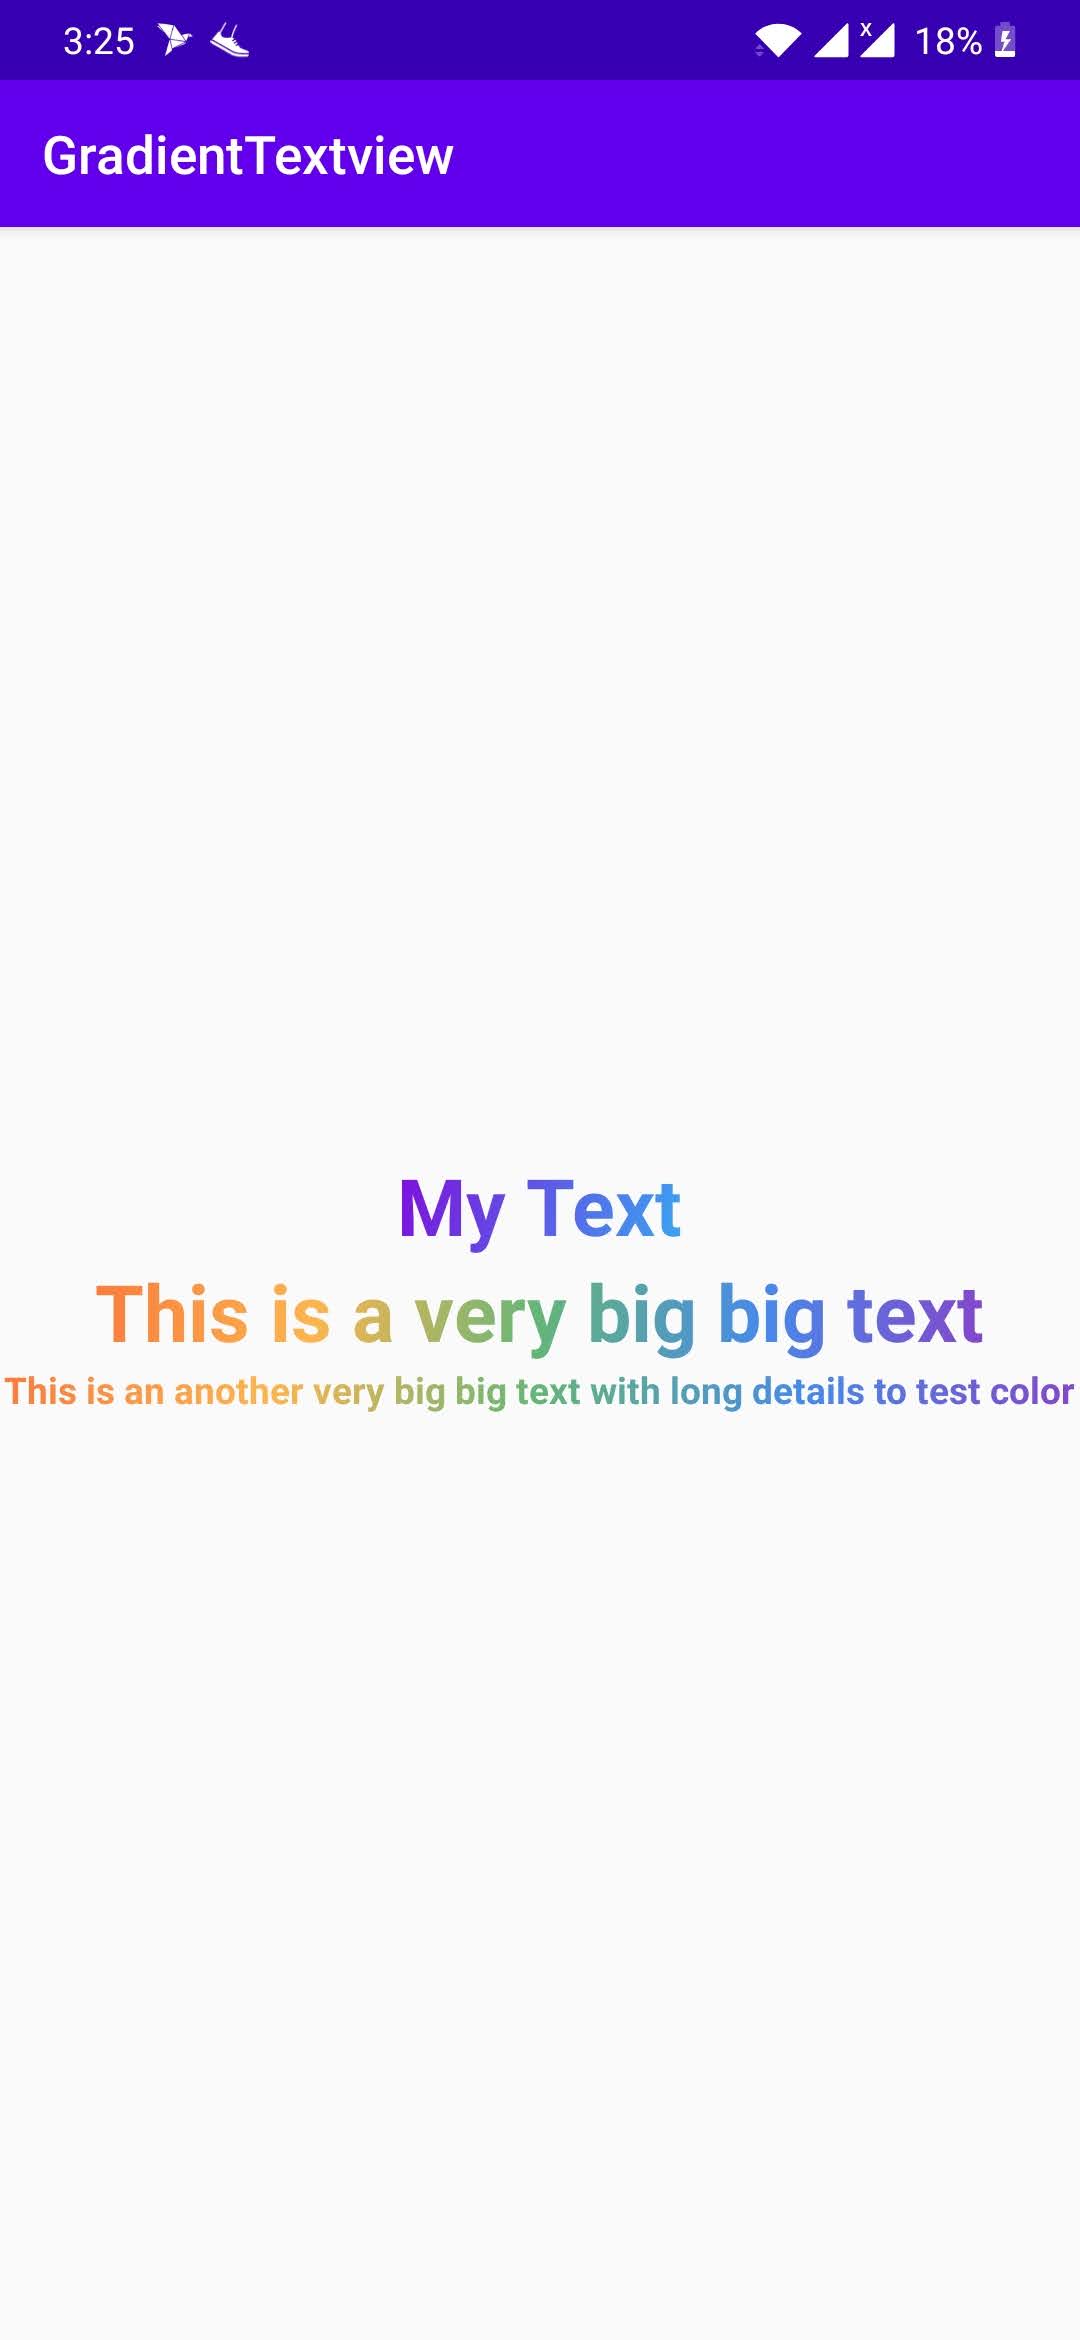 3:25 x 18%
GradientTextview
My Text
This is a very big big text
This is an another very big big text with long details to test color